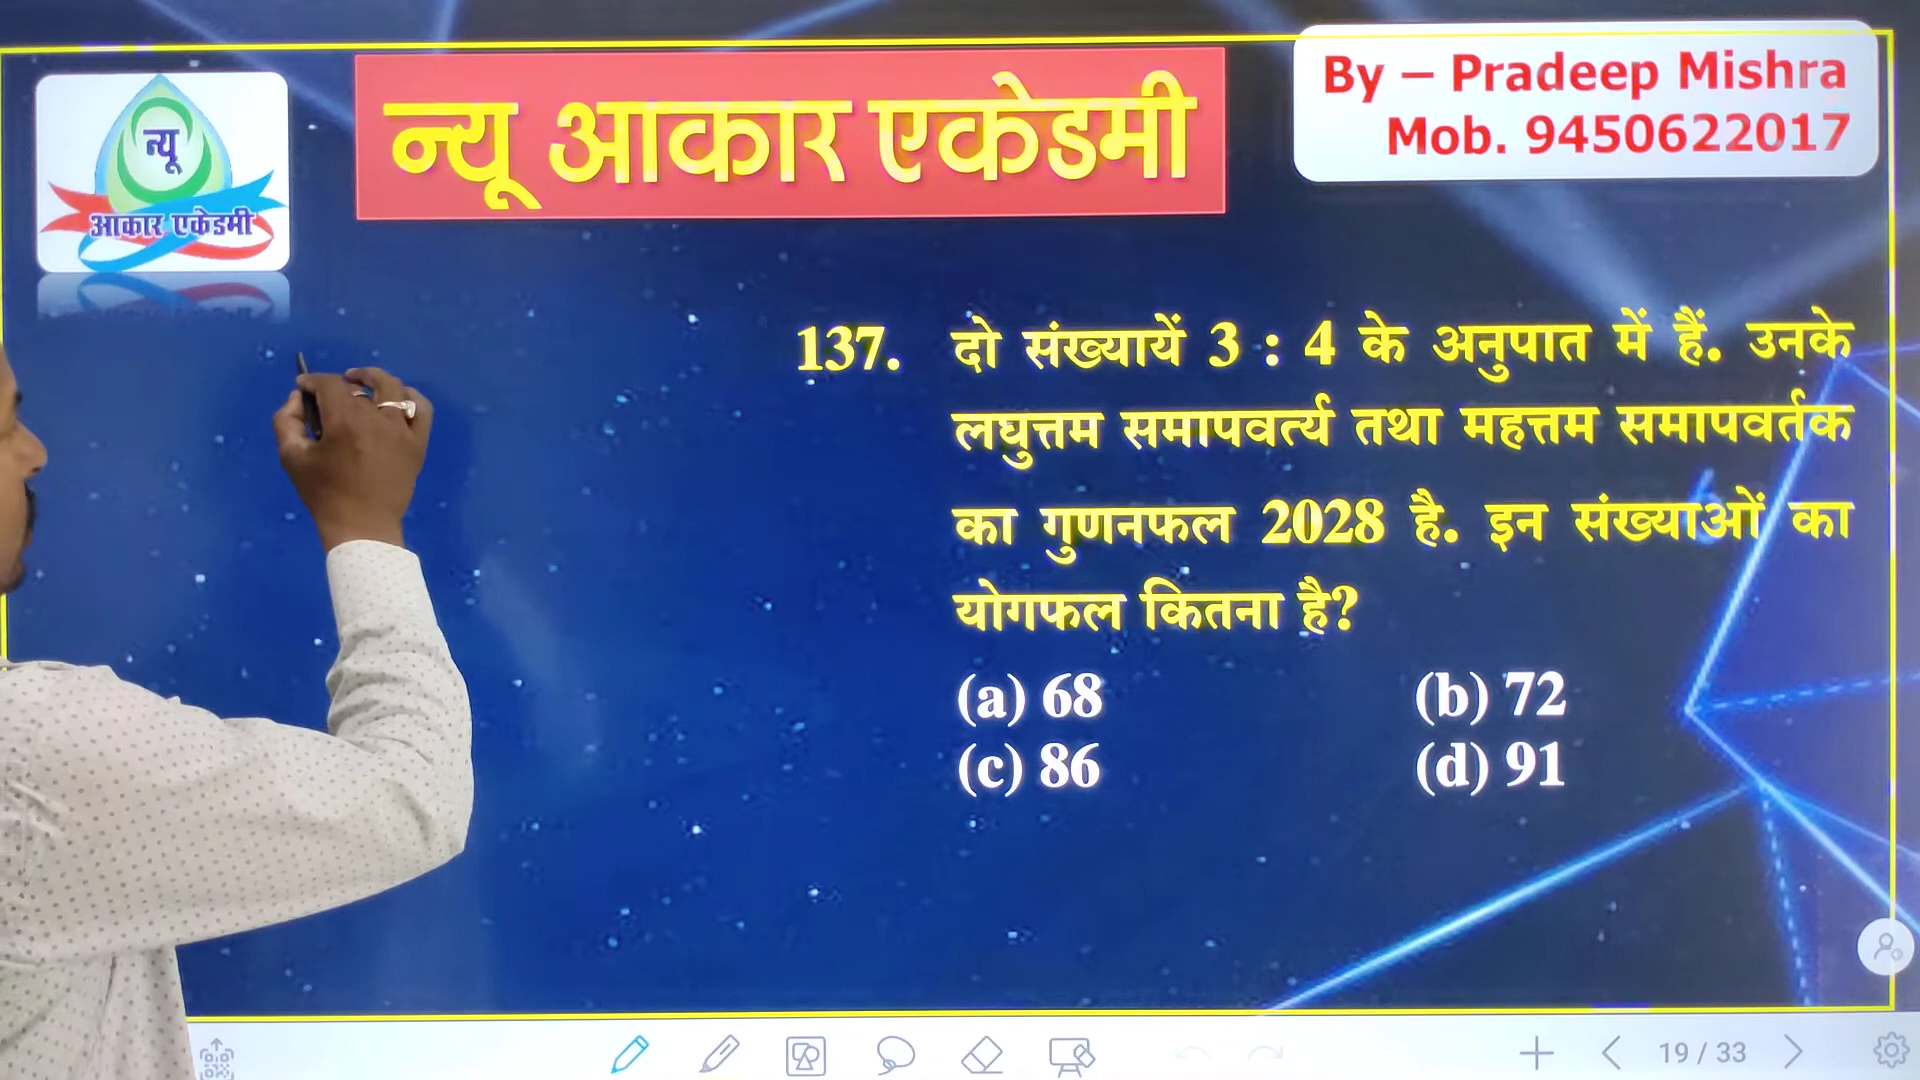 न्यू
आकार एकेडमी
न्यू आकार एकेडमी
By – Pradeep Mishra
Mob. 9450622017
137. दो संख्यायें 3 : 4 के अनुपात में हैं. उनके
लघुत्तम समापवर्त्य तथा महत्तम समापवर्तक
का गुणनफल 2028 है. इन संख्याओं का
योगफल कितना है?
(a) 68 (b) 72
(c) 86 (d) 91
19 / 33